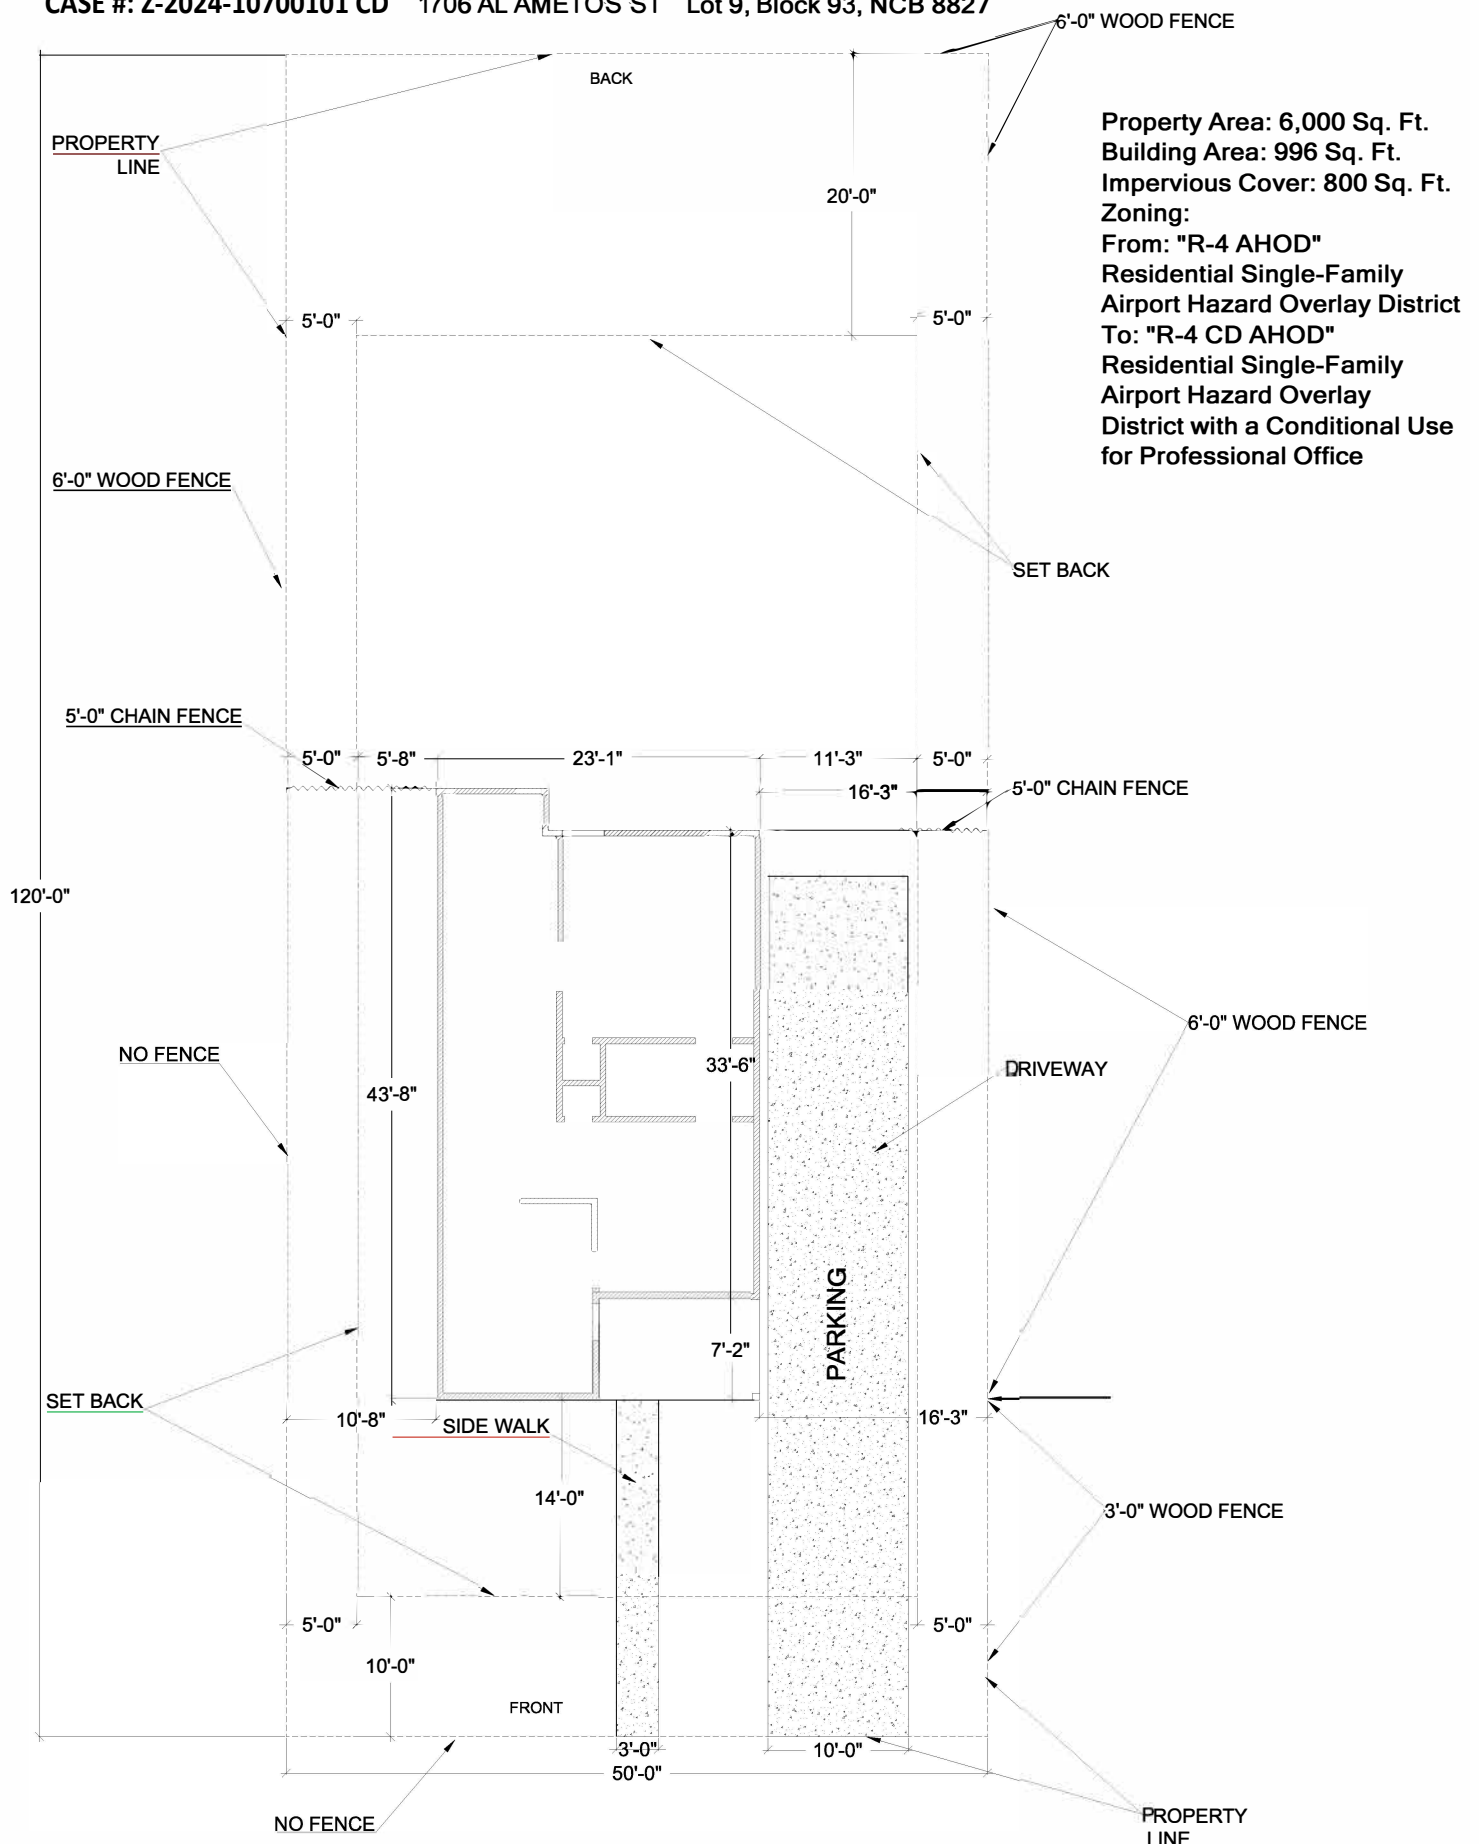 CASE #: Z-2024-10700101 CD 1706 ALAMETOS ST Lot 9, Block 93, NCB 8827
6'-0" WOOD FENCE
BACK
PROPERTY
LINE
20'-0"
Property Area: 6,000 Sq. Ft.
Building Area: 996 Sq. Ft.
Impervious Cover: 800 Sq. Ft.
Zoning:
From: "R-4 AHOD"
Residential Single-Family
Airport Hazard Overlay District
To: "R-4 CD AHOD"
Residential Single-Family
Airport Hazard Overlay
District with a Conditional Use
for Professional Office
5'-0"
5'-0"
6'-0" WOOD FENCE
SET BACK
5'-0" CHAIN FENCE
5'-0" 5'-8" 23'-1" 11'-3" 5'-0"
16'-3"
5'-0" CHAIN FENCE
120'-0"
6'-0" WOOD FENCE
NO FENCE
33'-6"
DRIVEWAY
43'-8"
PARKING
7'-2"
SET BACK
10'-8"
16'-3"
SIDE WALK
14'-0"
3'-0" WOOD FENCE
5'-0"
5'-0"
10'-0"
FRONT
3'-0"
10'-0"
50'-0"
NO FENCE
PROPERTY
LINE